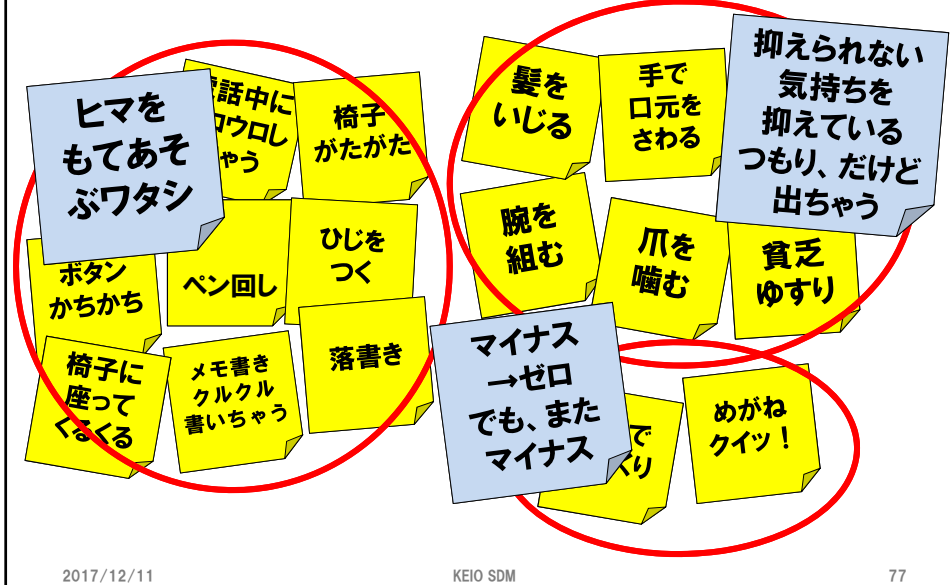 ヒマを
もてあそ
ぶワタシ
話中に
ウロし
ゃう
椅子
がたがた
ボタン
かちかち
ペン回し
ひじを
つく
椅子に
座って
くるくる
メモ書き
クルクル
書いちゃう
落書き
髪を
いじる
手で
口元を
さわる
抑えられない
気持ちを
抑えている
つもり、だけど
出ちゃう
腕を
組む
爪を
噛む
貧乏
ゆすり
マイナス
→ゼロ
でも、また
マイナス
で
くり
めがね
クイッ！
2017/12/11
KEIO SDM
77